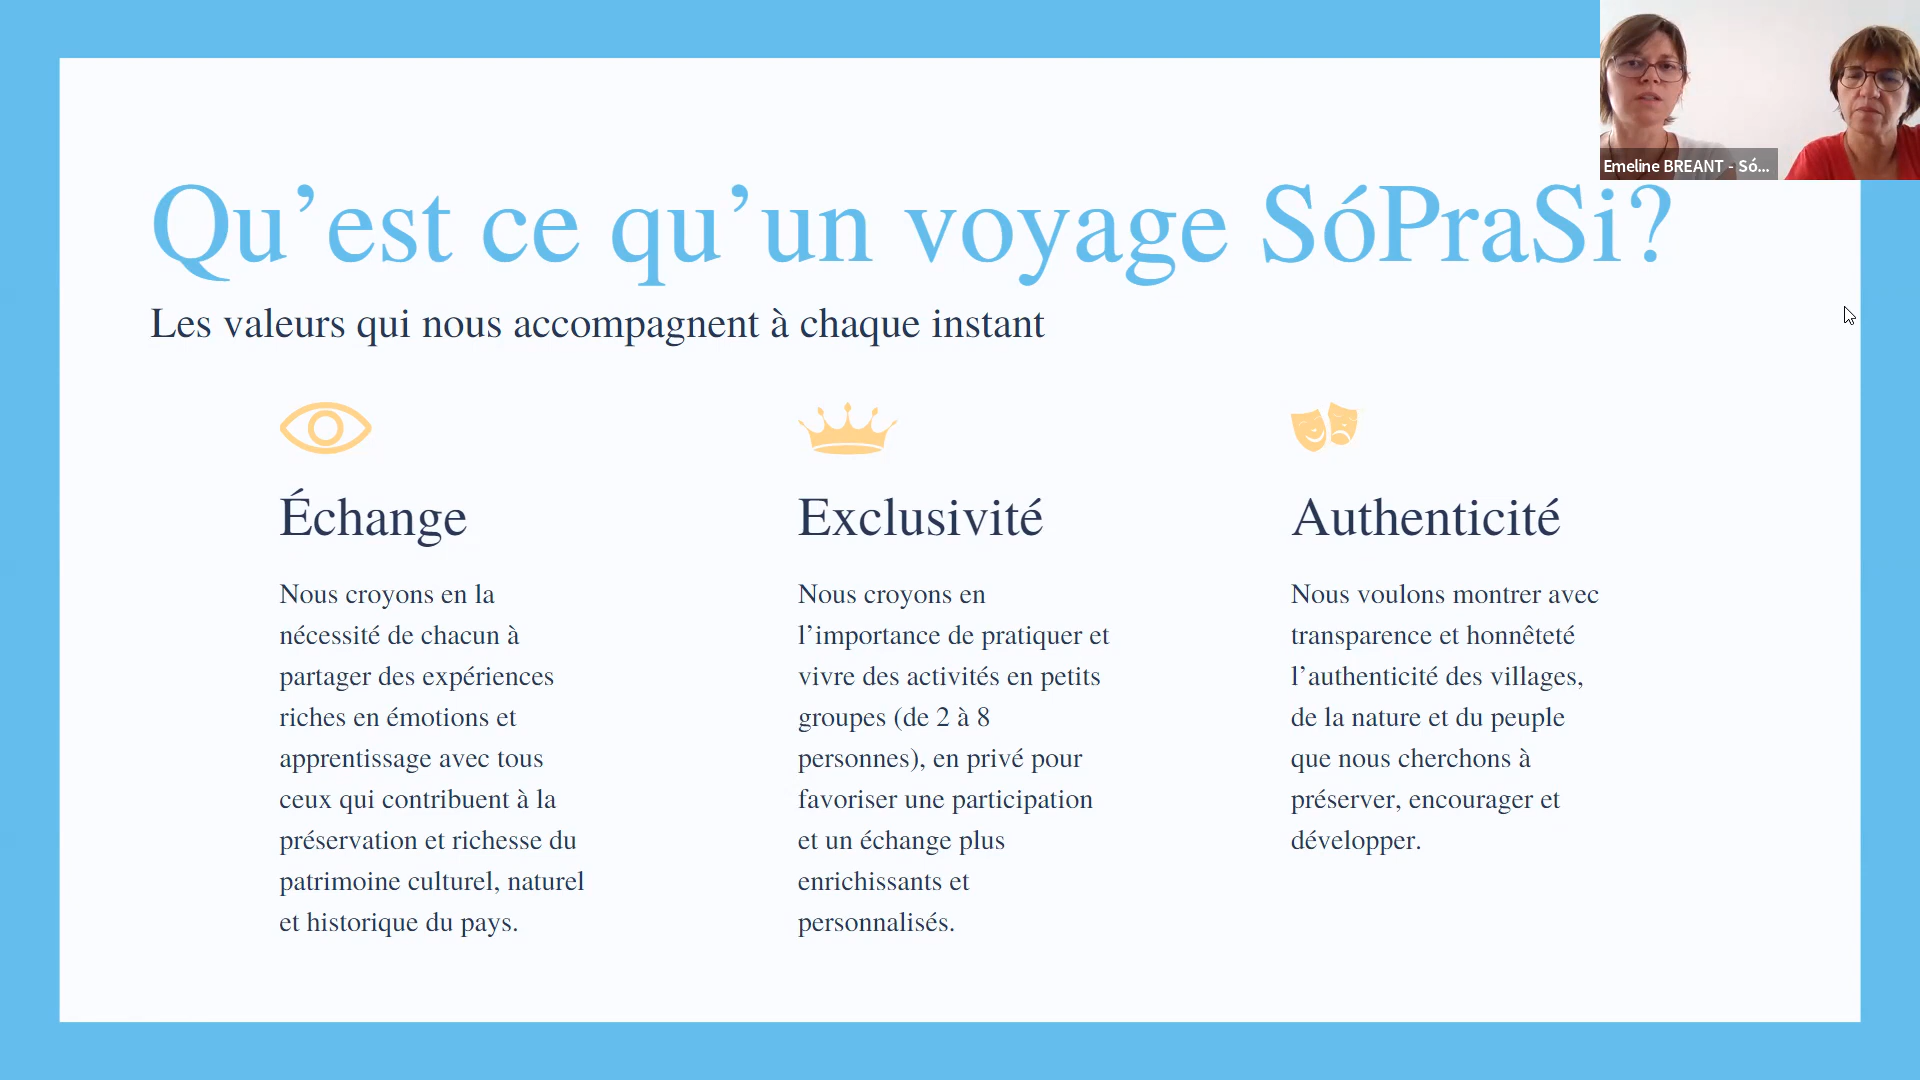 Emeline BREANT - Só...
Qu’est ce qu’un voyage SóPraSi?
Les valeurs qui nous accompagnent à chaque instant
Échange
Nous croyons en la
nécessité de chacun à
partager des expériences
riches en émotions et
apprentissage avec tous
ceux qui contribuent à la
préservation et richesse du
patrimoine culturel, naturel
et historique du pays.
Exclusivité
Nous croyons en
l’importance de pratiquer et
vivre des activités en petits
groupes (de 2 à 8
personnes), en privé pour
favoriser une participation
et un échange plus
enrichissants et
personnalisés.
Authenticité
Nous voulons montrer avec
transparence et honnêteté
l’authenticité des villages,
de la nature et du peuple
que nous cherchons à
préserver, encourager et
développer.